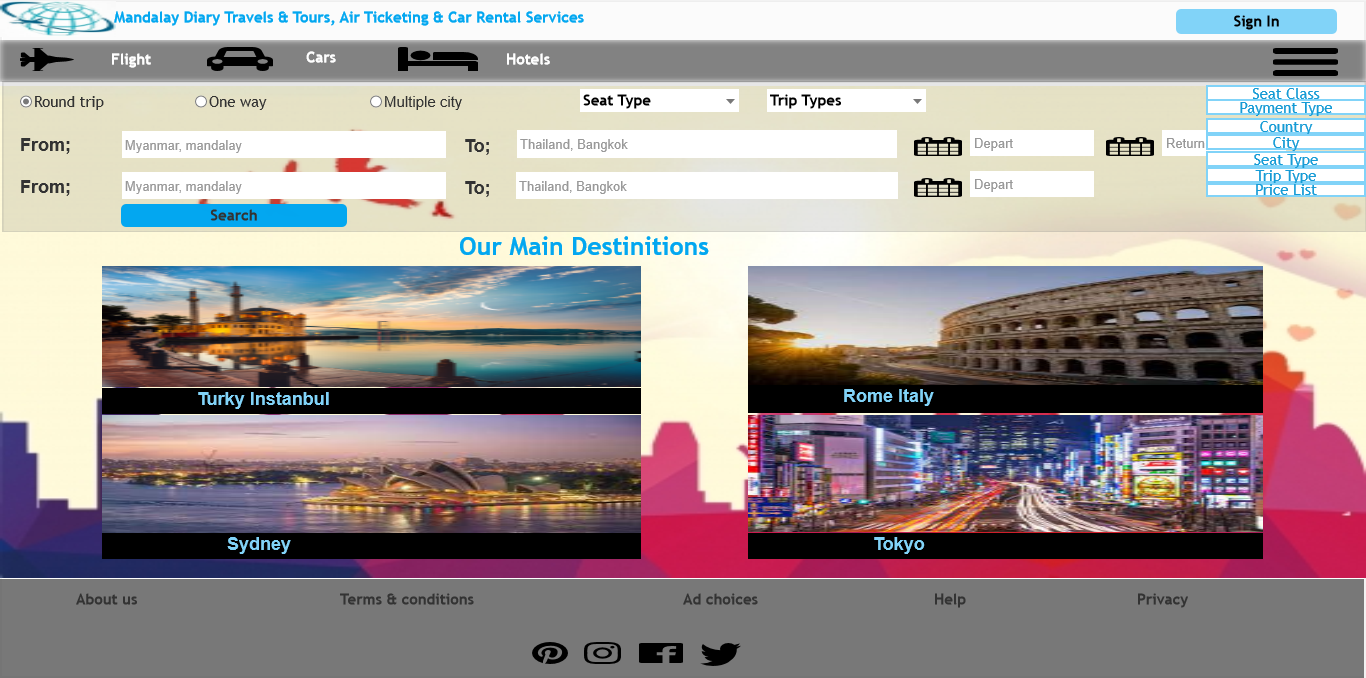 Mandalay Diary Travels & Tours, Air Ticketing & Car Rental Services
Sign In
Flight
Cars
Hotels
Round trip
One way
Multiple city
Seat Type
Trip Types
Seat Class
Payment Type
Country
City
Seat Type
Trip Type
Price List
From;
Myanmar, mandalay
To;
Thailand, Bangkok
Depart
Return
From;
Myanmar, mandalay
To;
Thailand, Bangkok
Depart
Search
Our Main Destinitions
Turky Instanbul
Rome Italy
Sydney
Tokyo
About us
Terms & conditions
Ad choices
Help
Privacy